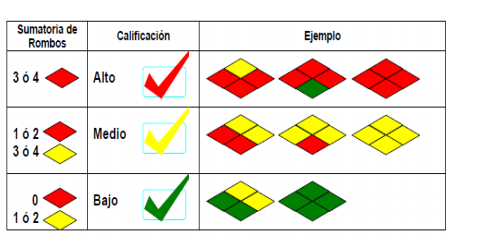 Sumatoria de
Rombos
Calificación
Ejemplo
3 ó 4
Alto
1 ó 2
3 ó 4
Medio
0
1 ó 2
Bajo